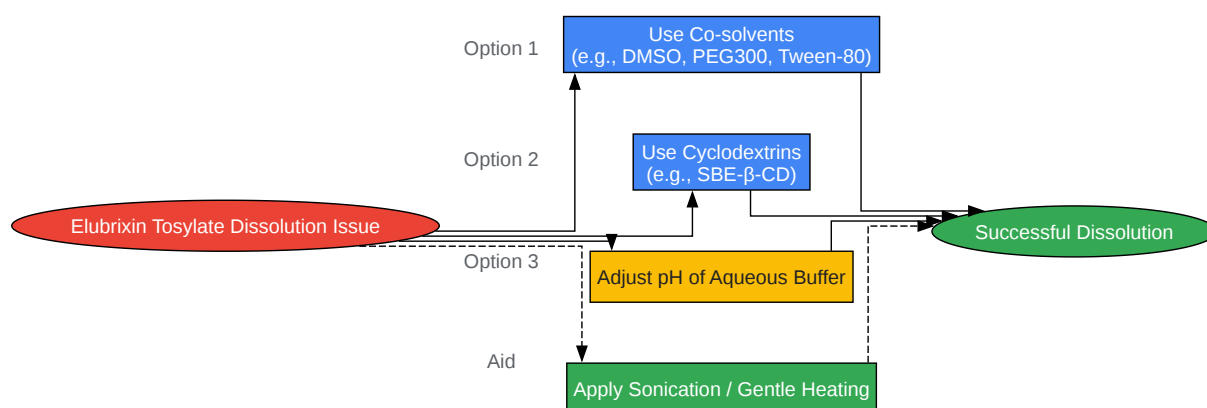 Option 1
Use Co-solvents
(e.g., DMSO, PEG300, Tween-80)
Option 2
Use Cyclodextrins
(e.g., SBE-β-CD)
Elubrixin Tosylate Dissolution Issue
Successful Dissolution
Option 3
Adjust pH of Aqueous Buffer
Aid
Apply Sonication / Gentle Heating